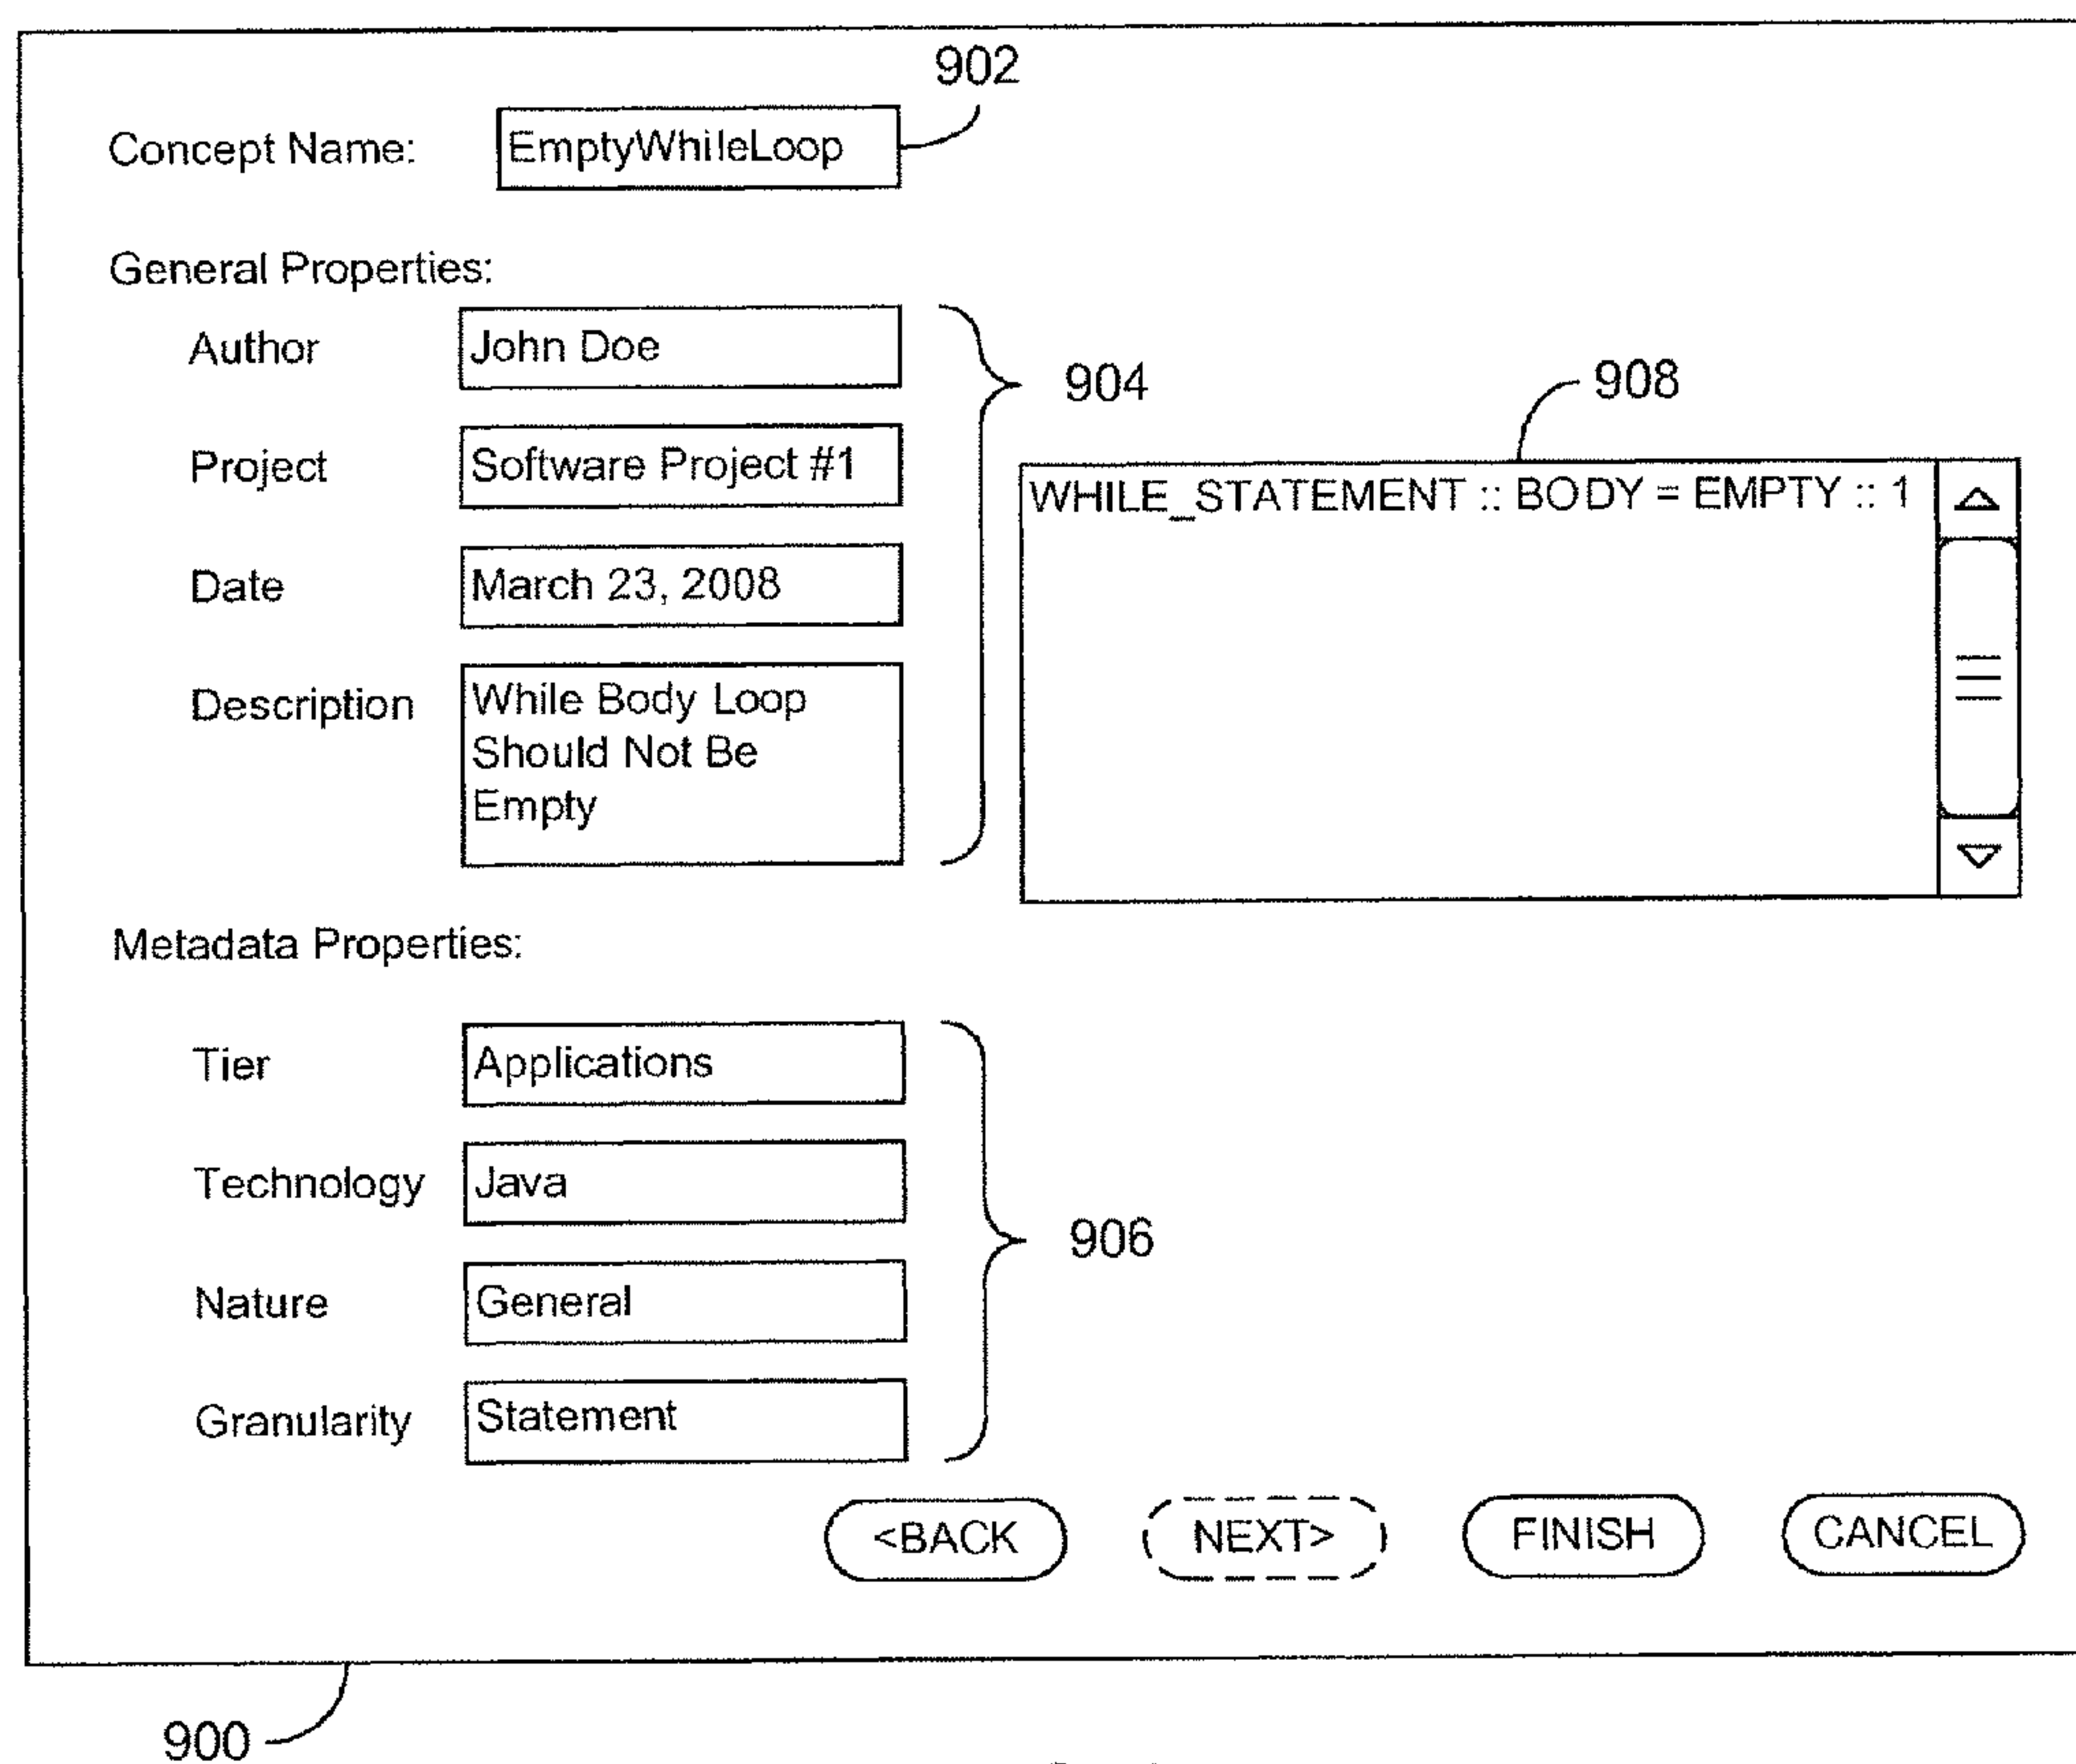 902
Concept Name: EmptyWhileLoop
General Properties:
Author John Doe
904
908
Project Software Project #1
WHILE_STATEMENT :: BODY = EMPTY :: 1
Date March 23, 2008
Description While Body Loop
Should Not Be
Empty
Metadata Properties:
Tier Applications
Technology Java
906
Nature General
Granularity Statement
<BACK NEXT> FINISH CANCEL
900